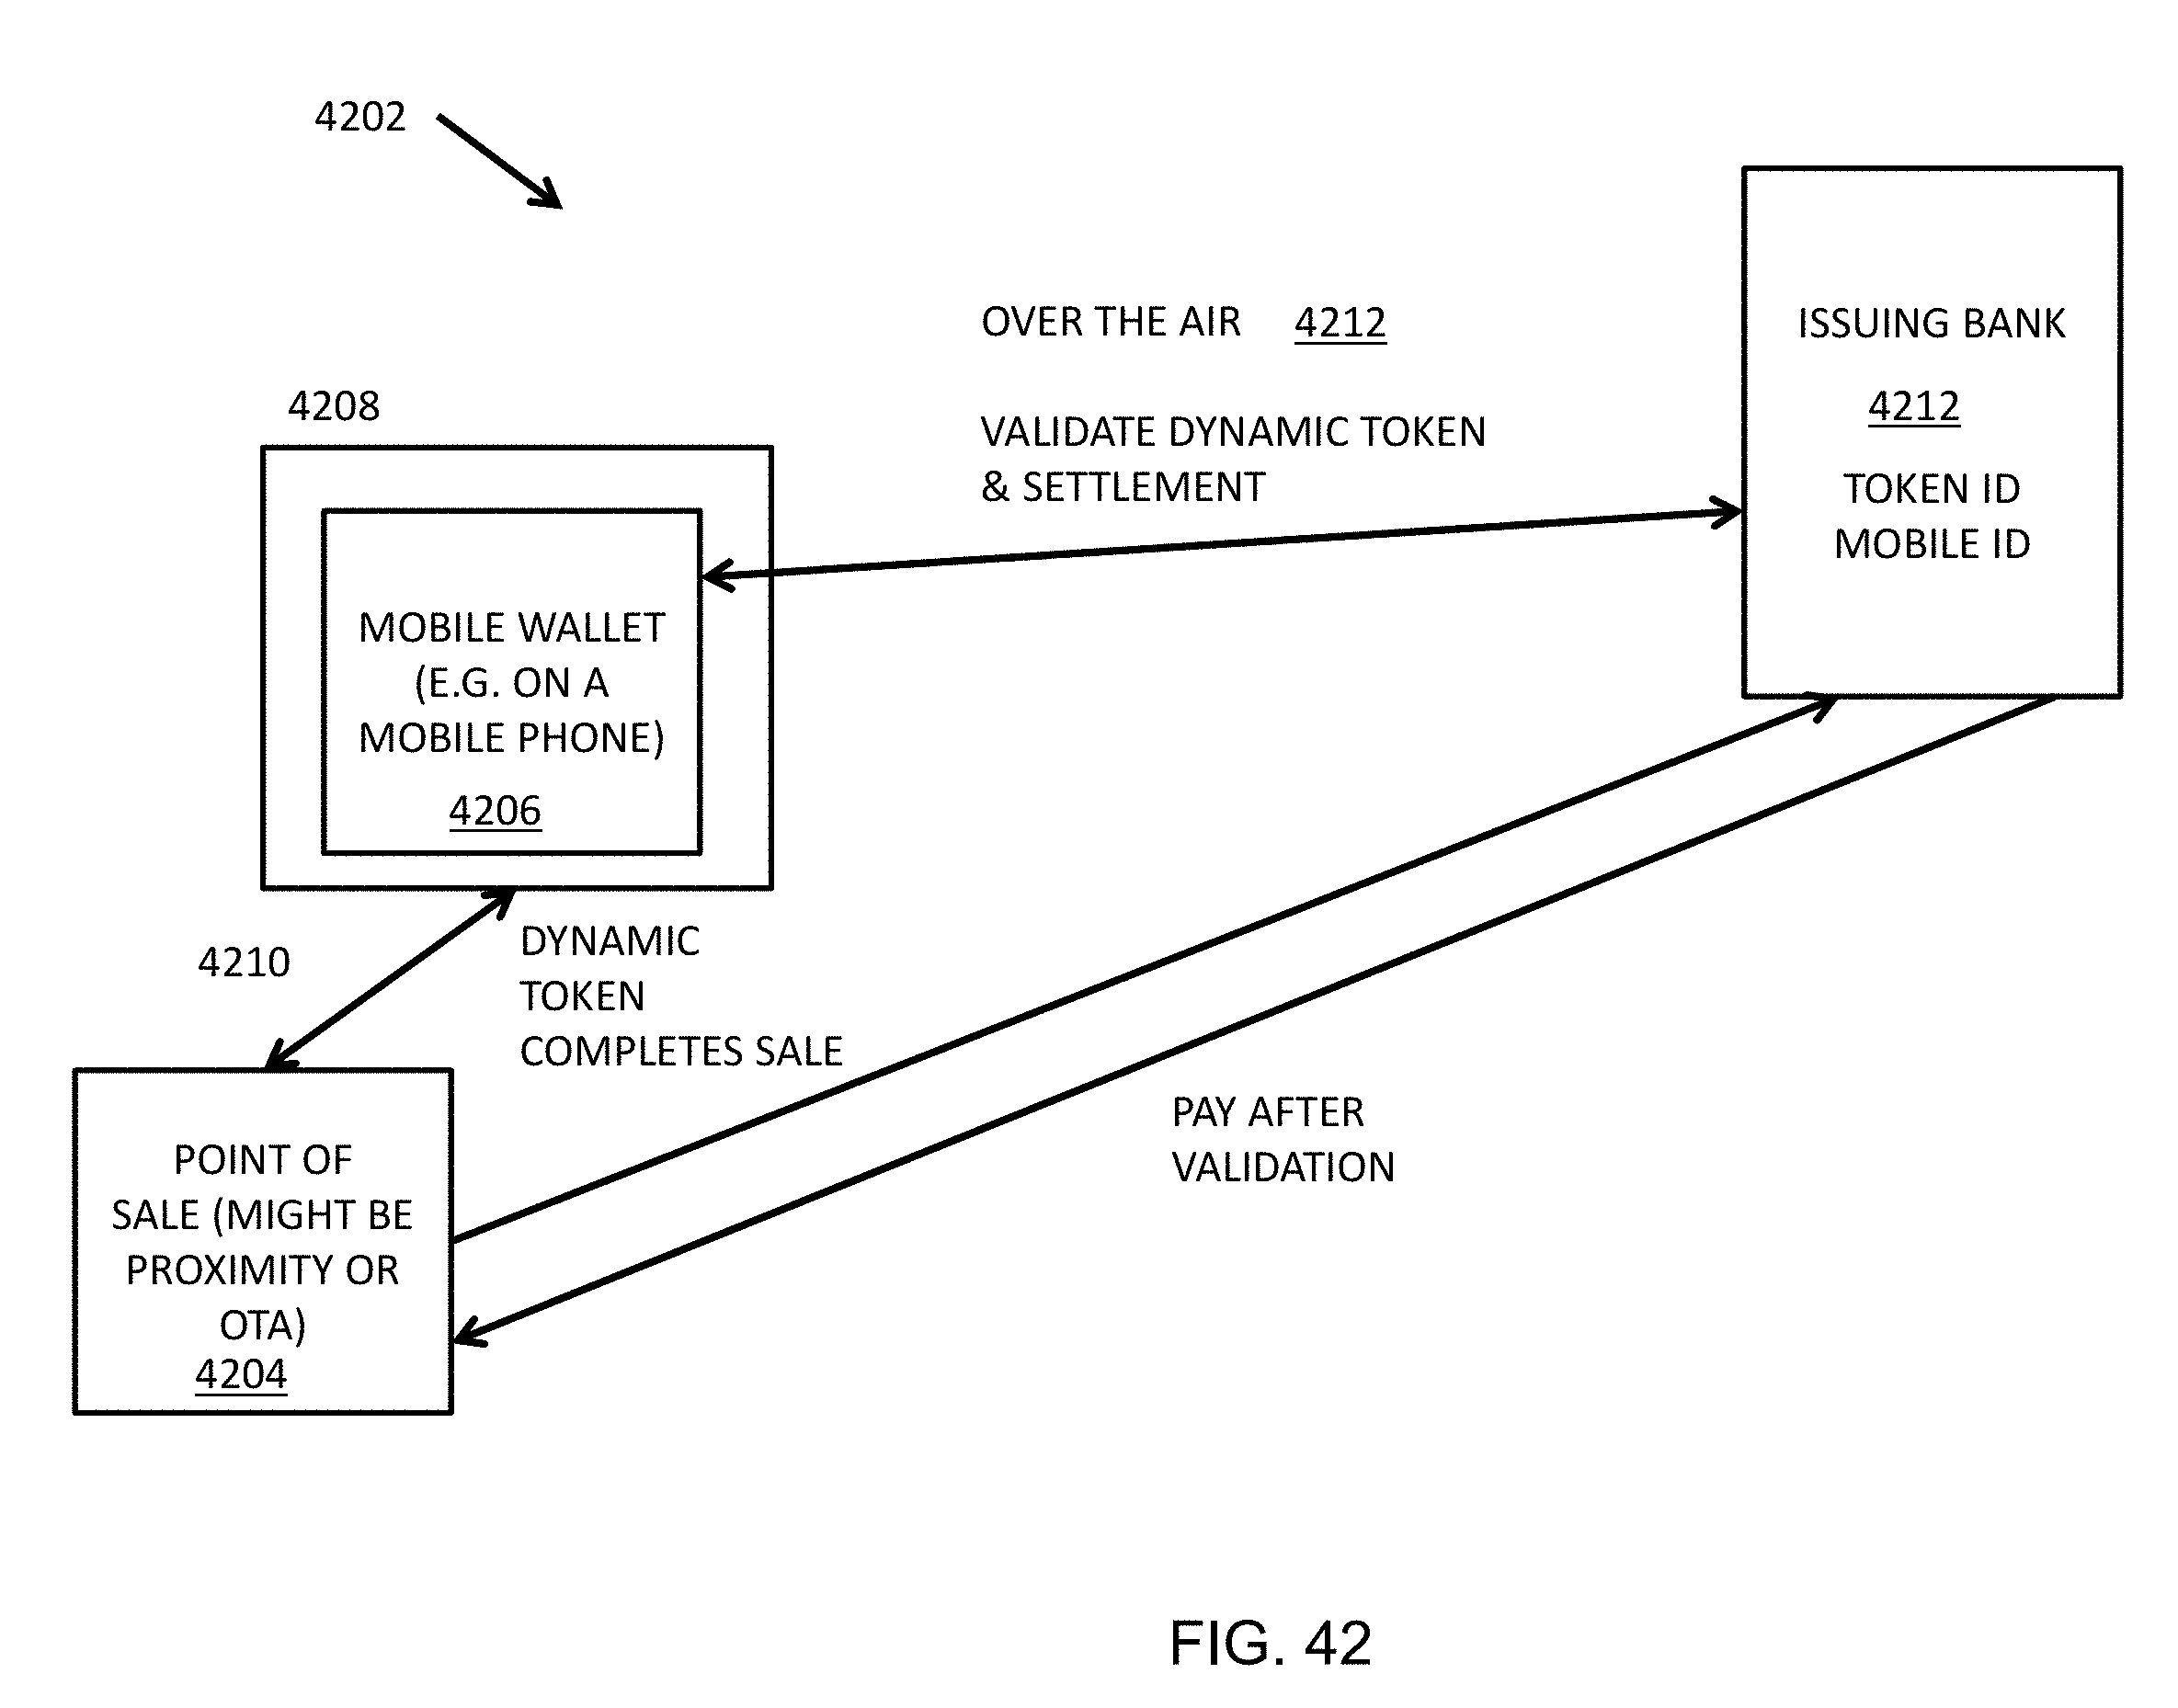 4202
OVER THE AIR 4212
VALIDATE DYNAMIC TOKEN
& SETTLEMENT
ISSUING BANK
4212
TOKEN ID
MOBILE ID
4208
MOBILE WALLET
(E.G. ON A
MOBILE PHONE)
4206
4210
DYNAMIC
TOKEN
COMPLETES SALE
PAY AFTER
VALIDATION
POINT OF
SALE (MIGHT BE
PROXIMITY OR
OTA)
4204
FIG. 42